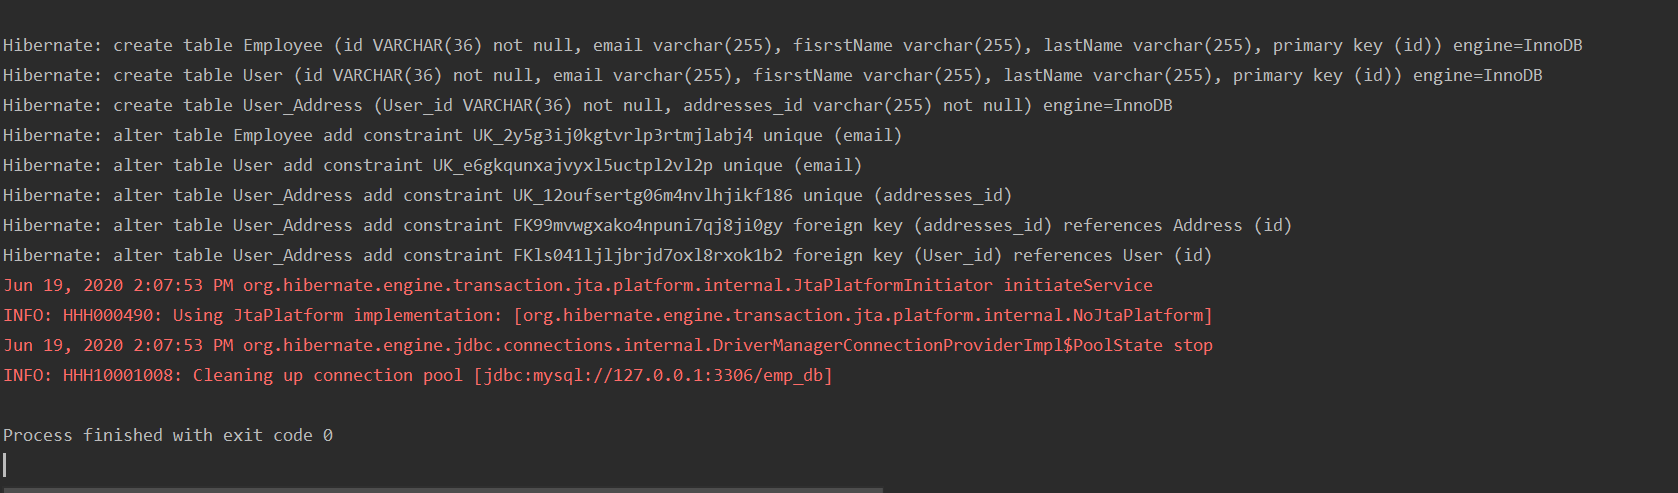 Hibernate: create table Employee (id VARCHAR(36) not null, email varchar(255), fisrstName varchar(255), lastName varchar(255), primary key (id)) engine=InnoDB
Hibernate: create table User (id VARCHAR(36) not null, email varchar(255), fisrstName varchar(255), lastName varchar(255), primary key (id)) engine=InnoDB
Hibernate: create table User_Address (User_id VARCHAR(36) not null, addresses_id varchar(255) not null) engine=InnoDB
Hibernate: alter table Employee add constraint UK_2y5g3ij0kgtvrlp3rtmjlabj4 unique (email)
Hibernate: alter table User add constraint UK_e6gkqunxajvyxl5uctpl2vl2p unique (email)
Hibernate: alter table User_Address add constraint UK_12oufsertg06m4nvlhjikf186 unique (addresses_id)
Hibernate: alter table User_Address add constraint FK99mvwgxako4npuni7qj8ji0gy foreign key (addresses_id) references Address (id)
Hibernate: alter table User_Address add constraint FKls041ljljbrjd7oxl8rxok1b2 foreign key (User_id) references User (id)
Jun 19, 2020 2:07:53 PM org.hibernate.engine.transaction.jta.platform.internal.JtaPlatformInitiator initiateService
INFO: HHH000490: Using JtaPlatform implementation: [org.hibernate.engine.transaction.jta.platform.internal.NoJtaPlatform]
Jun 19, 2020 2:07:53 PM org.hibernate.engine.jdbc.connections.internal.DriverManagerConnectionProviderImpl$PoolState stop
INFO: HHH10001008: Cleaning up connection pool [jdbc:mysql://127.0.0.1:3306/emp_db]
Process finished with exit code 0